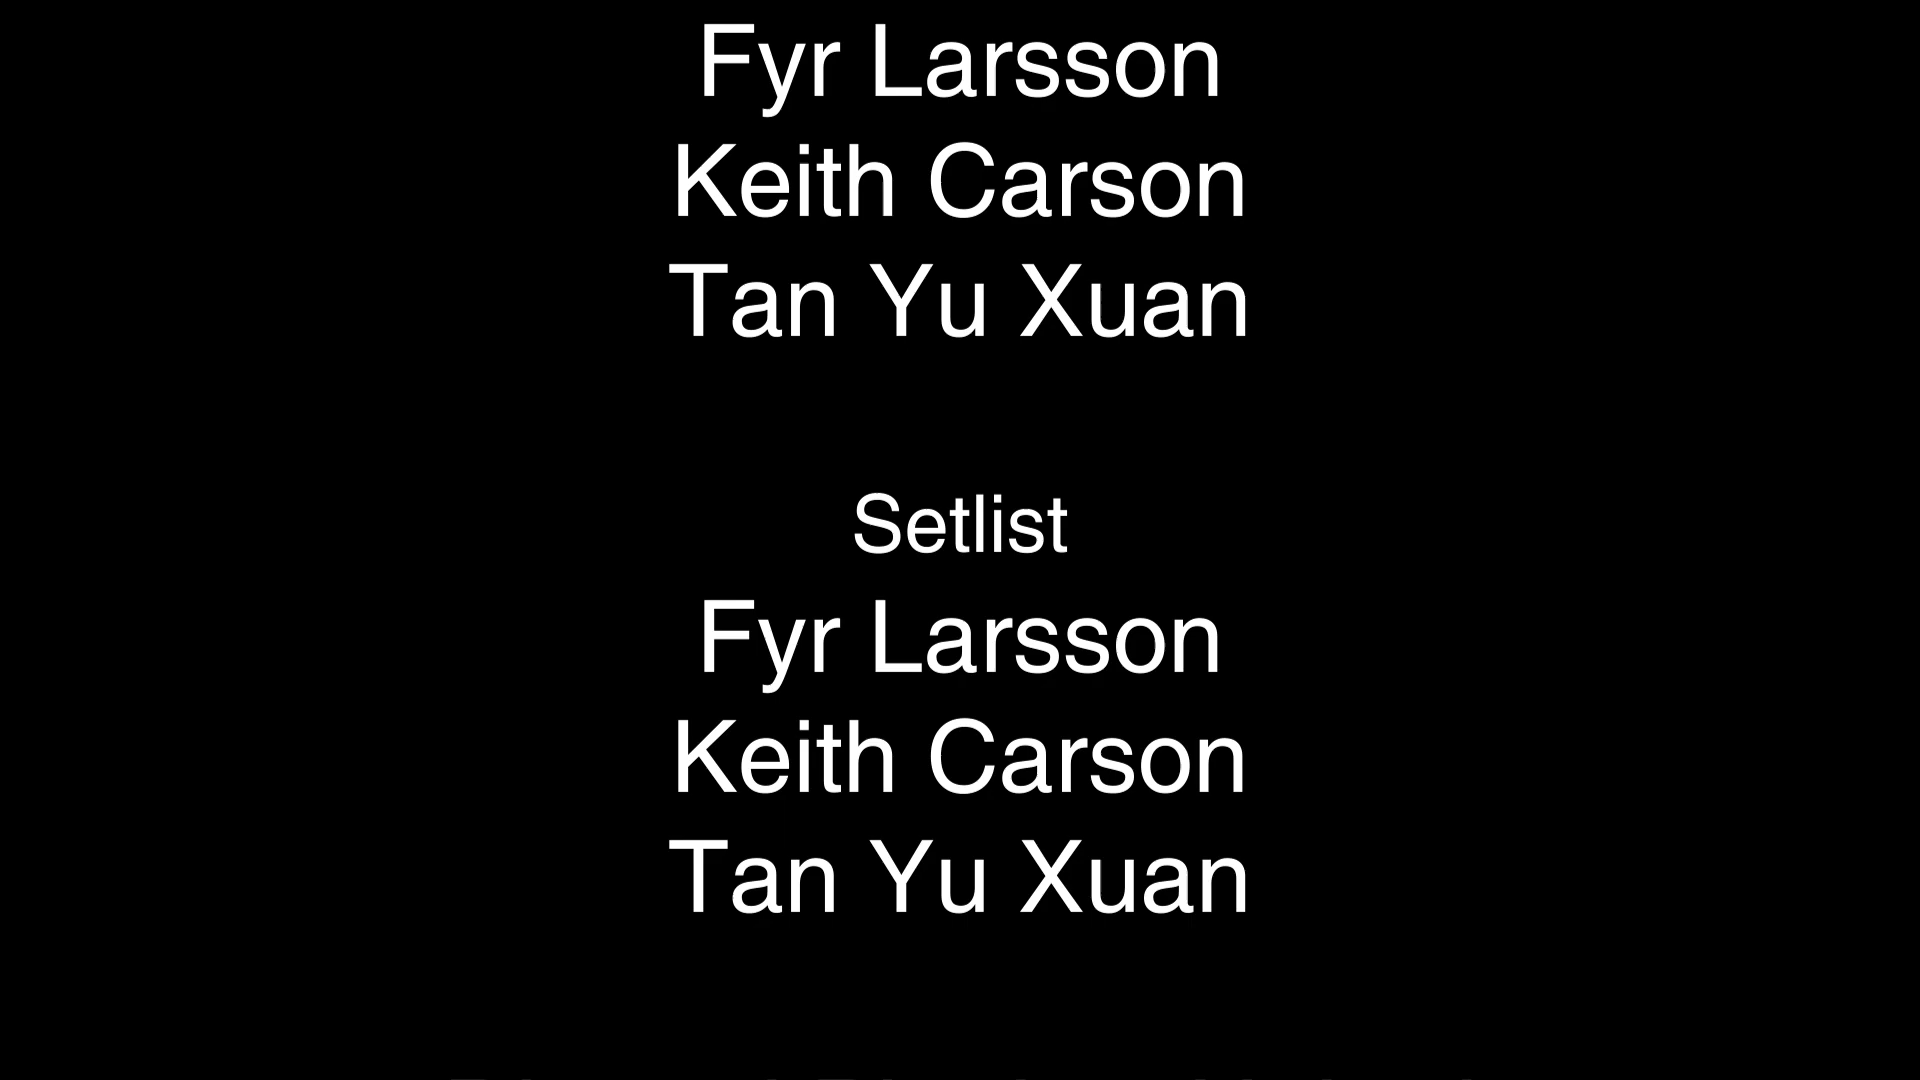 Fyr Larsson
Keith Carson
Tan Yu Xuan
Setlist
Fyr Larsson
Keith Carson
Tan Yu Xuan